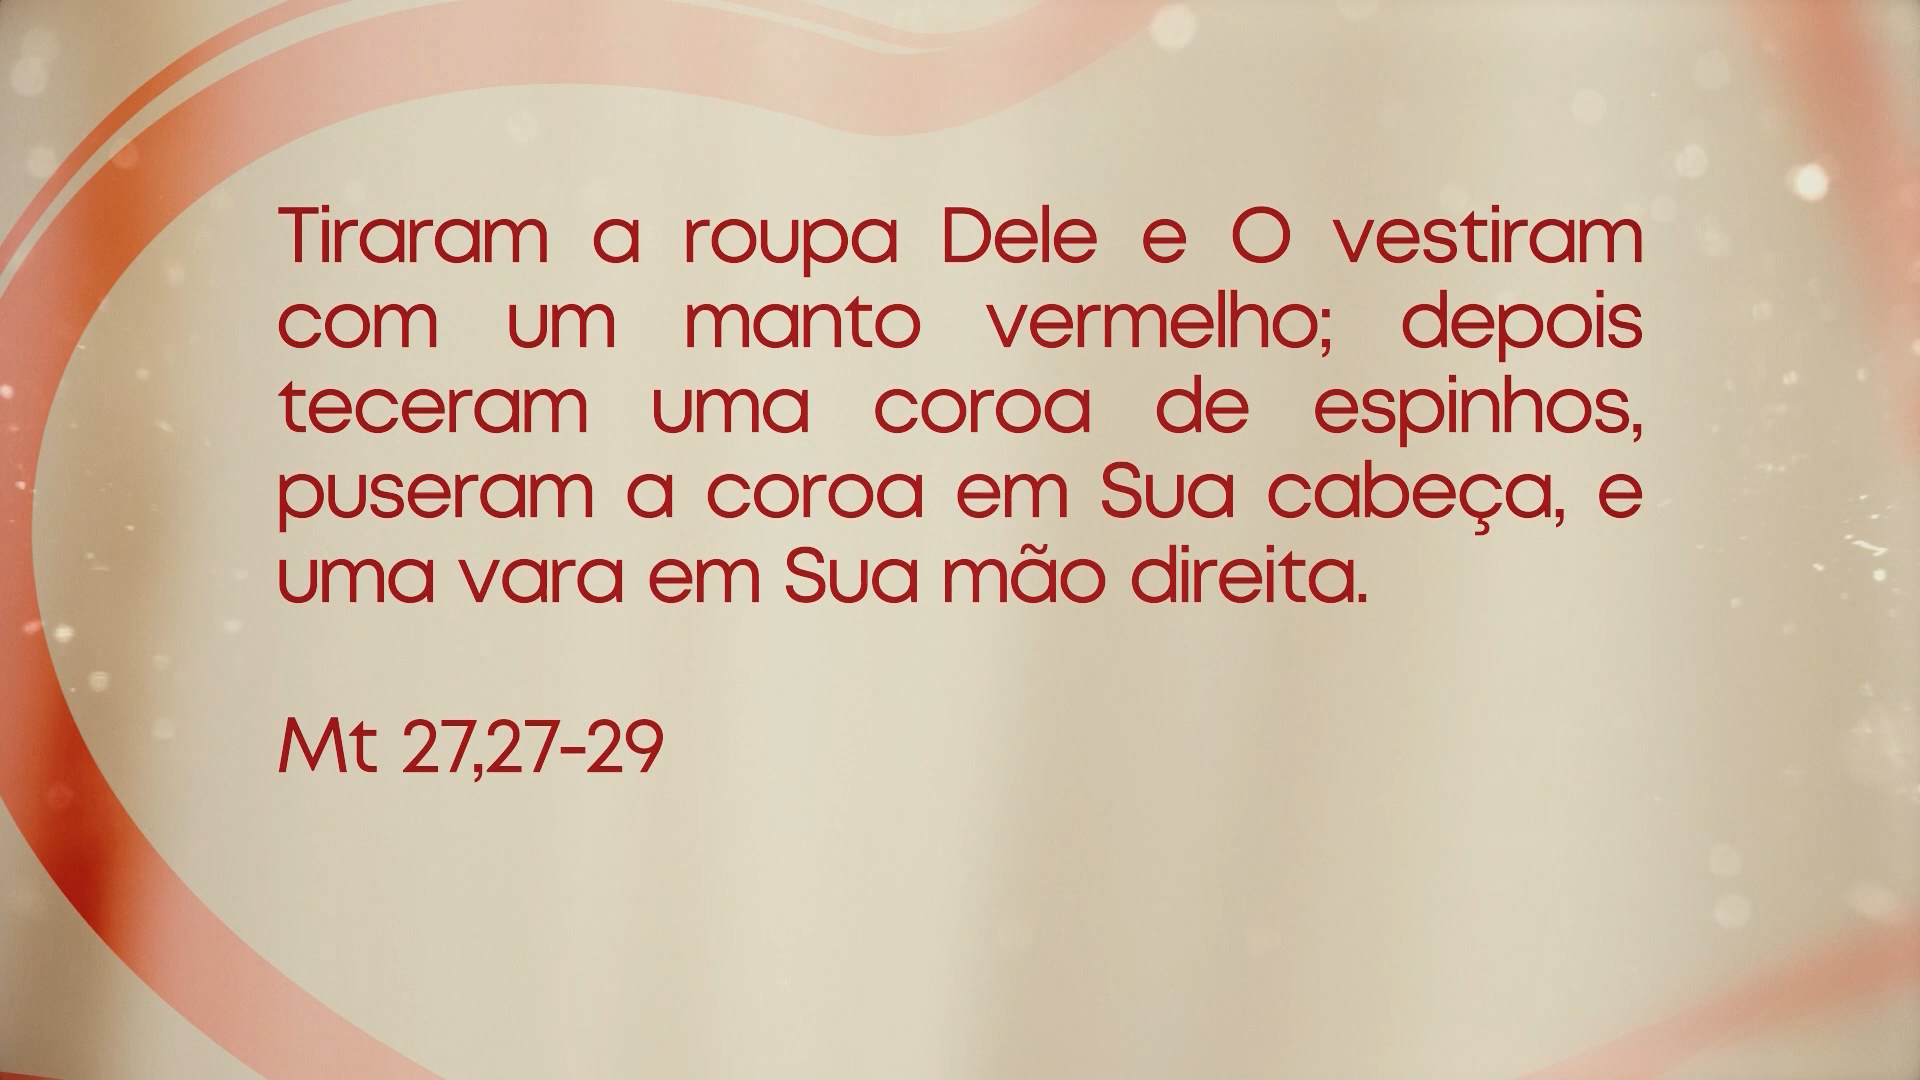 Tiraram a roupa Dele e O vestiram
com um manto vermelho; depois
teceram uma coroa de espinhos,
puseram a coroa em Sua cabeça, e
uma vara em Sua mão direita.
Mt 27,27-29